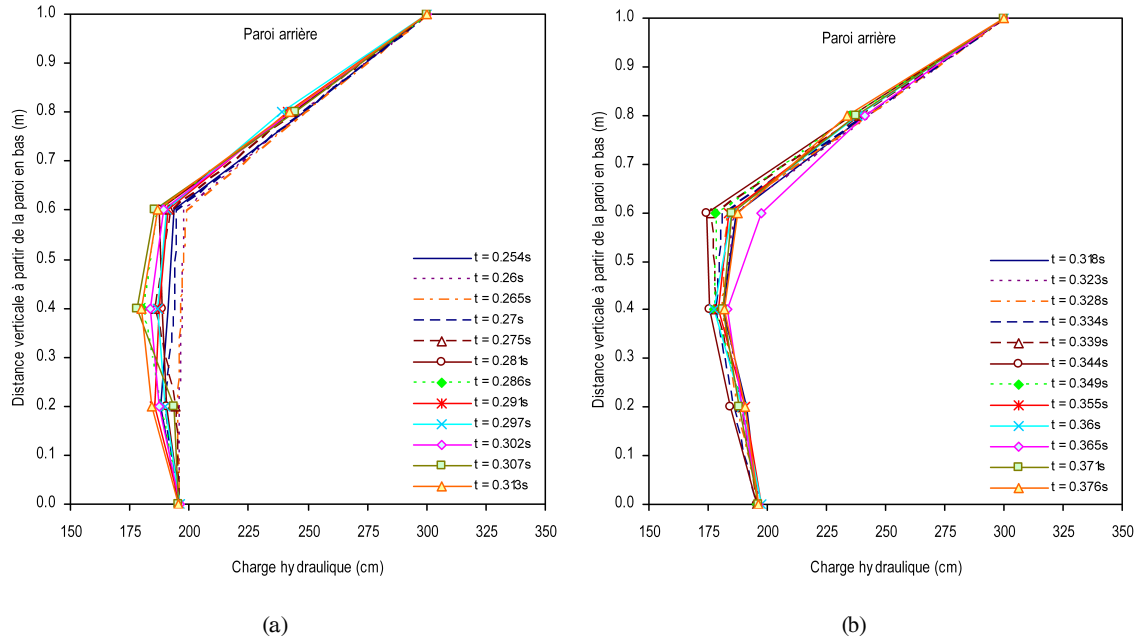 Paroi arrière
Distance verticale à partir de la paroi en bas (m)
1.0
0.9
0.8
0.7
0.6
0.5
0.4
0.3
0.2
0.1
0.0
150
175
200
225
250
275
300
325
350
Charge hydraulique (cm)
t = 0.254s
t = 0.26s
t = 0.265s
t = 0.27s
t = 0.275s
t = 0.281s
t = 0.286s
t = 0.291s
t = 0.297s
t = 0.302s
t = 0.307s
t = 0.313s
(a)
Paroi arrière
Distance verticale à partir de la paroi en bas (m)
1.0
0.9
0.8
0.7
0.6
0.5
0.4
0.3
0.2
0.1
0.0
150
175
200
225
250
275
300
325
350
Charge hydraulique (cm)
t = 0.318s
t = 0.323s
t = 0.328s
t = 0.334s
t = 0.339s
t = 0.344s
t = 0.349s
t = 0.355s
t = 0.36s
t = 0.365s
t = 0.371s
t = 0.376s
(b)